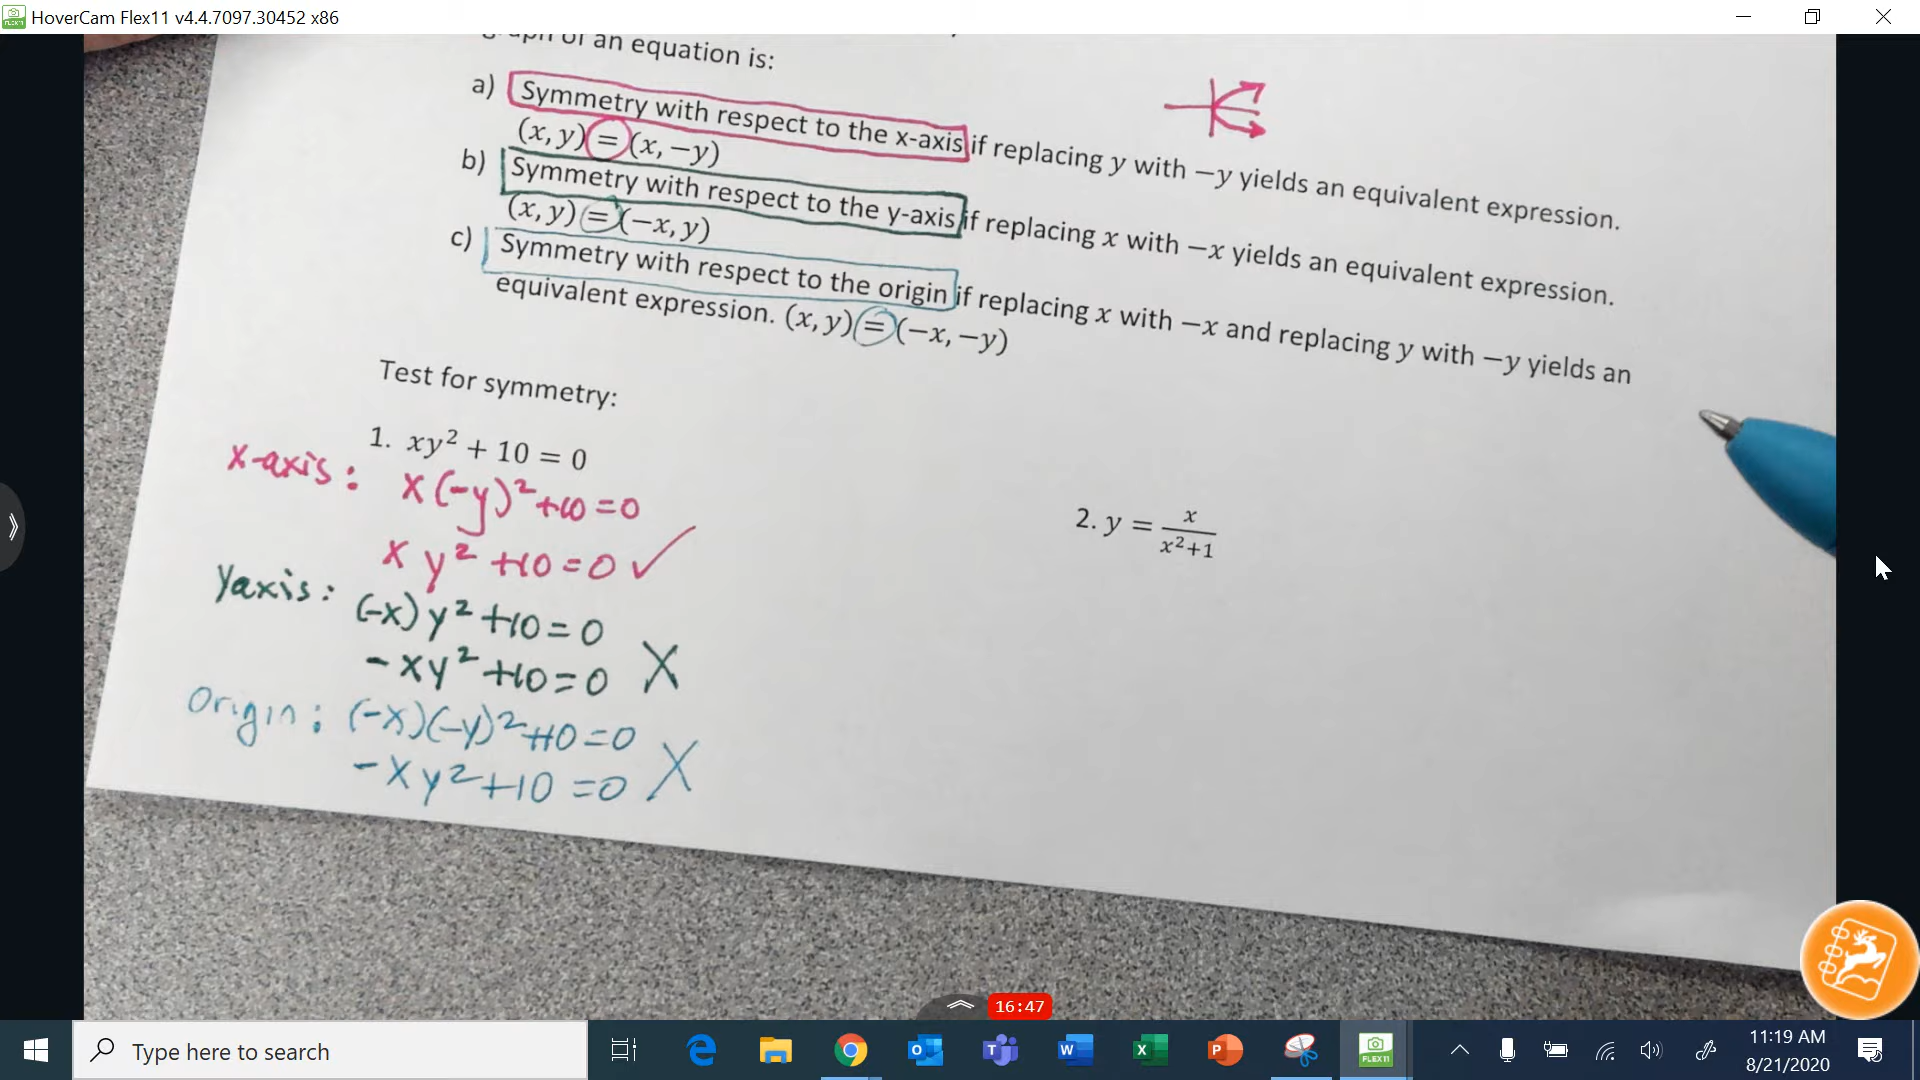 HoverCam Flex11 v4.4.7097.30452 x86
graph of an equation is:
a) Symmetry with respect to the x-axis if replacing y with −y yields an equivalent expression.
(x, y) = (x, −y)
b) Symmetry with respect to the y-axis if replacing x with −x yields an equivalent expression.
(x, y) = (−x, y)
c) Symmetry with respect to the origin if replacing x with −x and replacing y with −y yields an
equivalent expression. (x, y) = (−x, −y)
Test for symmetry:
1. xy² + 10 = 0
x-axis: x(-y)²+10=0
xy²+10=0 ✓
Yaxis: (-x)y²+10=0
-xy²+10=0 X
Origin: (-x)(-y)²+10=0
-xy²+10=0 X
2. y = x/(x²+1)
16:47
Type here to search
FLEX11
11:19 AM
8/21/2020